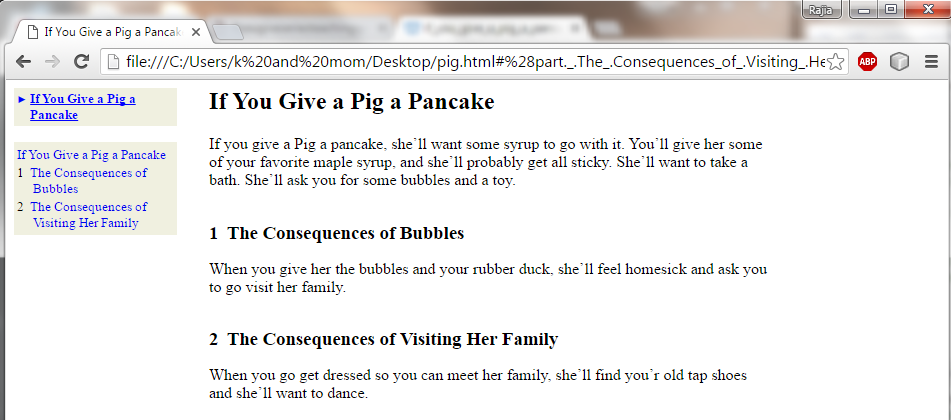 Rajia
If You Give a Pig a Pancak
file:///C:/Users/k%20and%20mom/Desktop/pig.html#%28part._.The_.Consequences_of_.Visiting_.He
ABP
► If You Give a Pig a
Pancake
If You Give a Pig a Pancake
1 The Consequences of
Bubbles
2 The Consequences of
Visiting Her Family
If You Give a Pig a Pancake
If you give a Pig a pancake, she’ll want some syrup to go with it. You’ll give her some
of your favorite maple syrup, and she’ll probably get all sticky. She’ll want to take a
bath. She’ll ask you for some bubbles and a toy.
1 The Consequences of Bubbles
When you give her the bubbles and your rubber duck, she’ll feel homesick and ask you
to go visit her family.
2 The Consequences of Visiting Her Family
When you go get dressed so you can meet her family, she’ll find you’r old tap shoes
and she’ll want to dance.